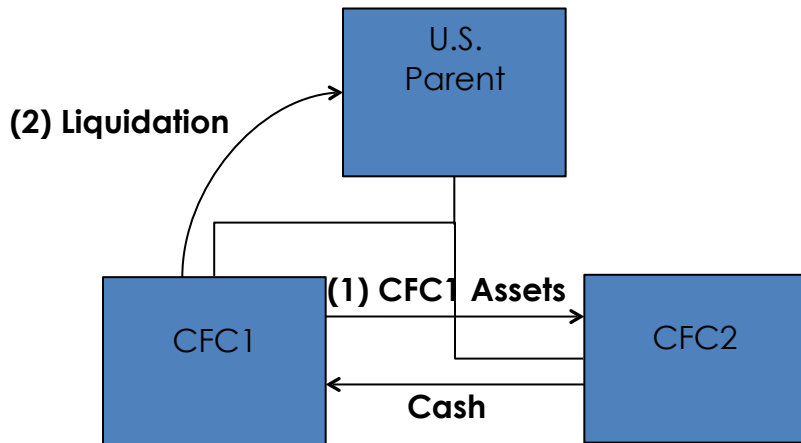 U.S.
Parent
(2) Liquidation
(1) CFC1 Assets
CFC1
CFC2
Cash